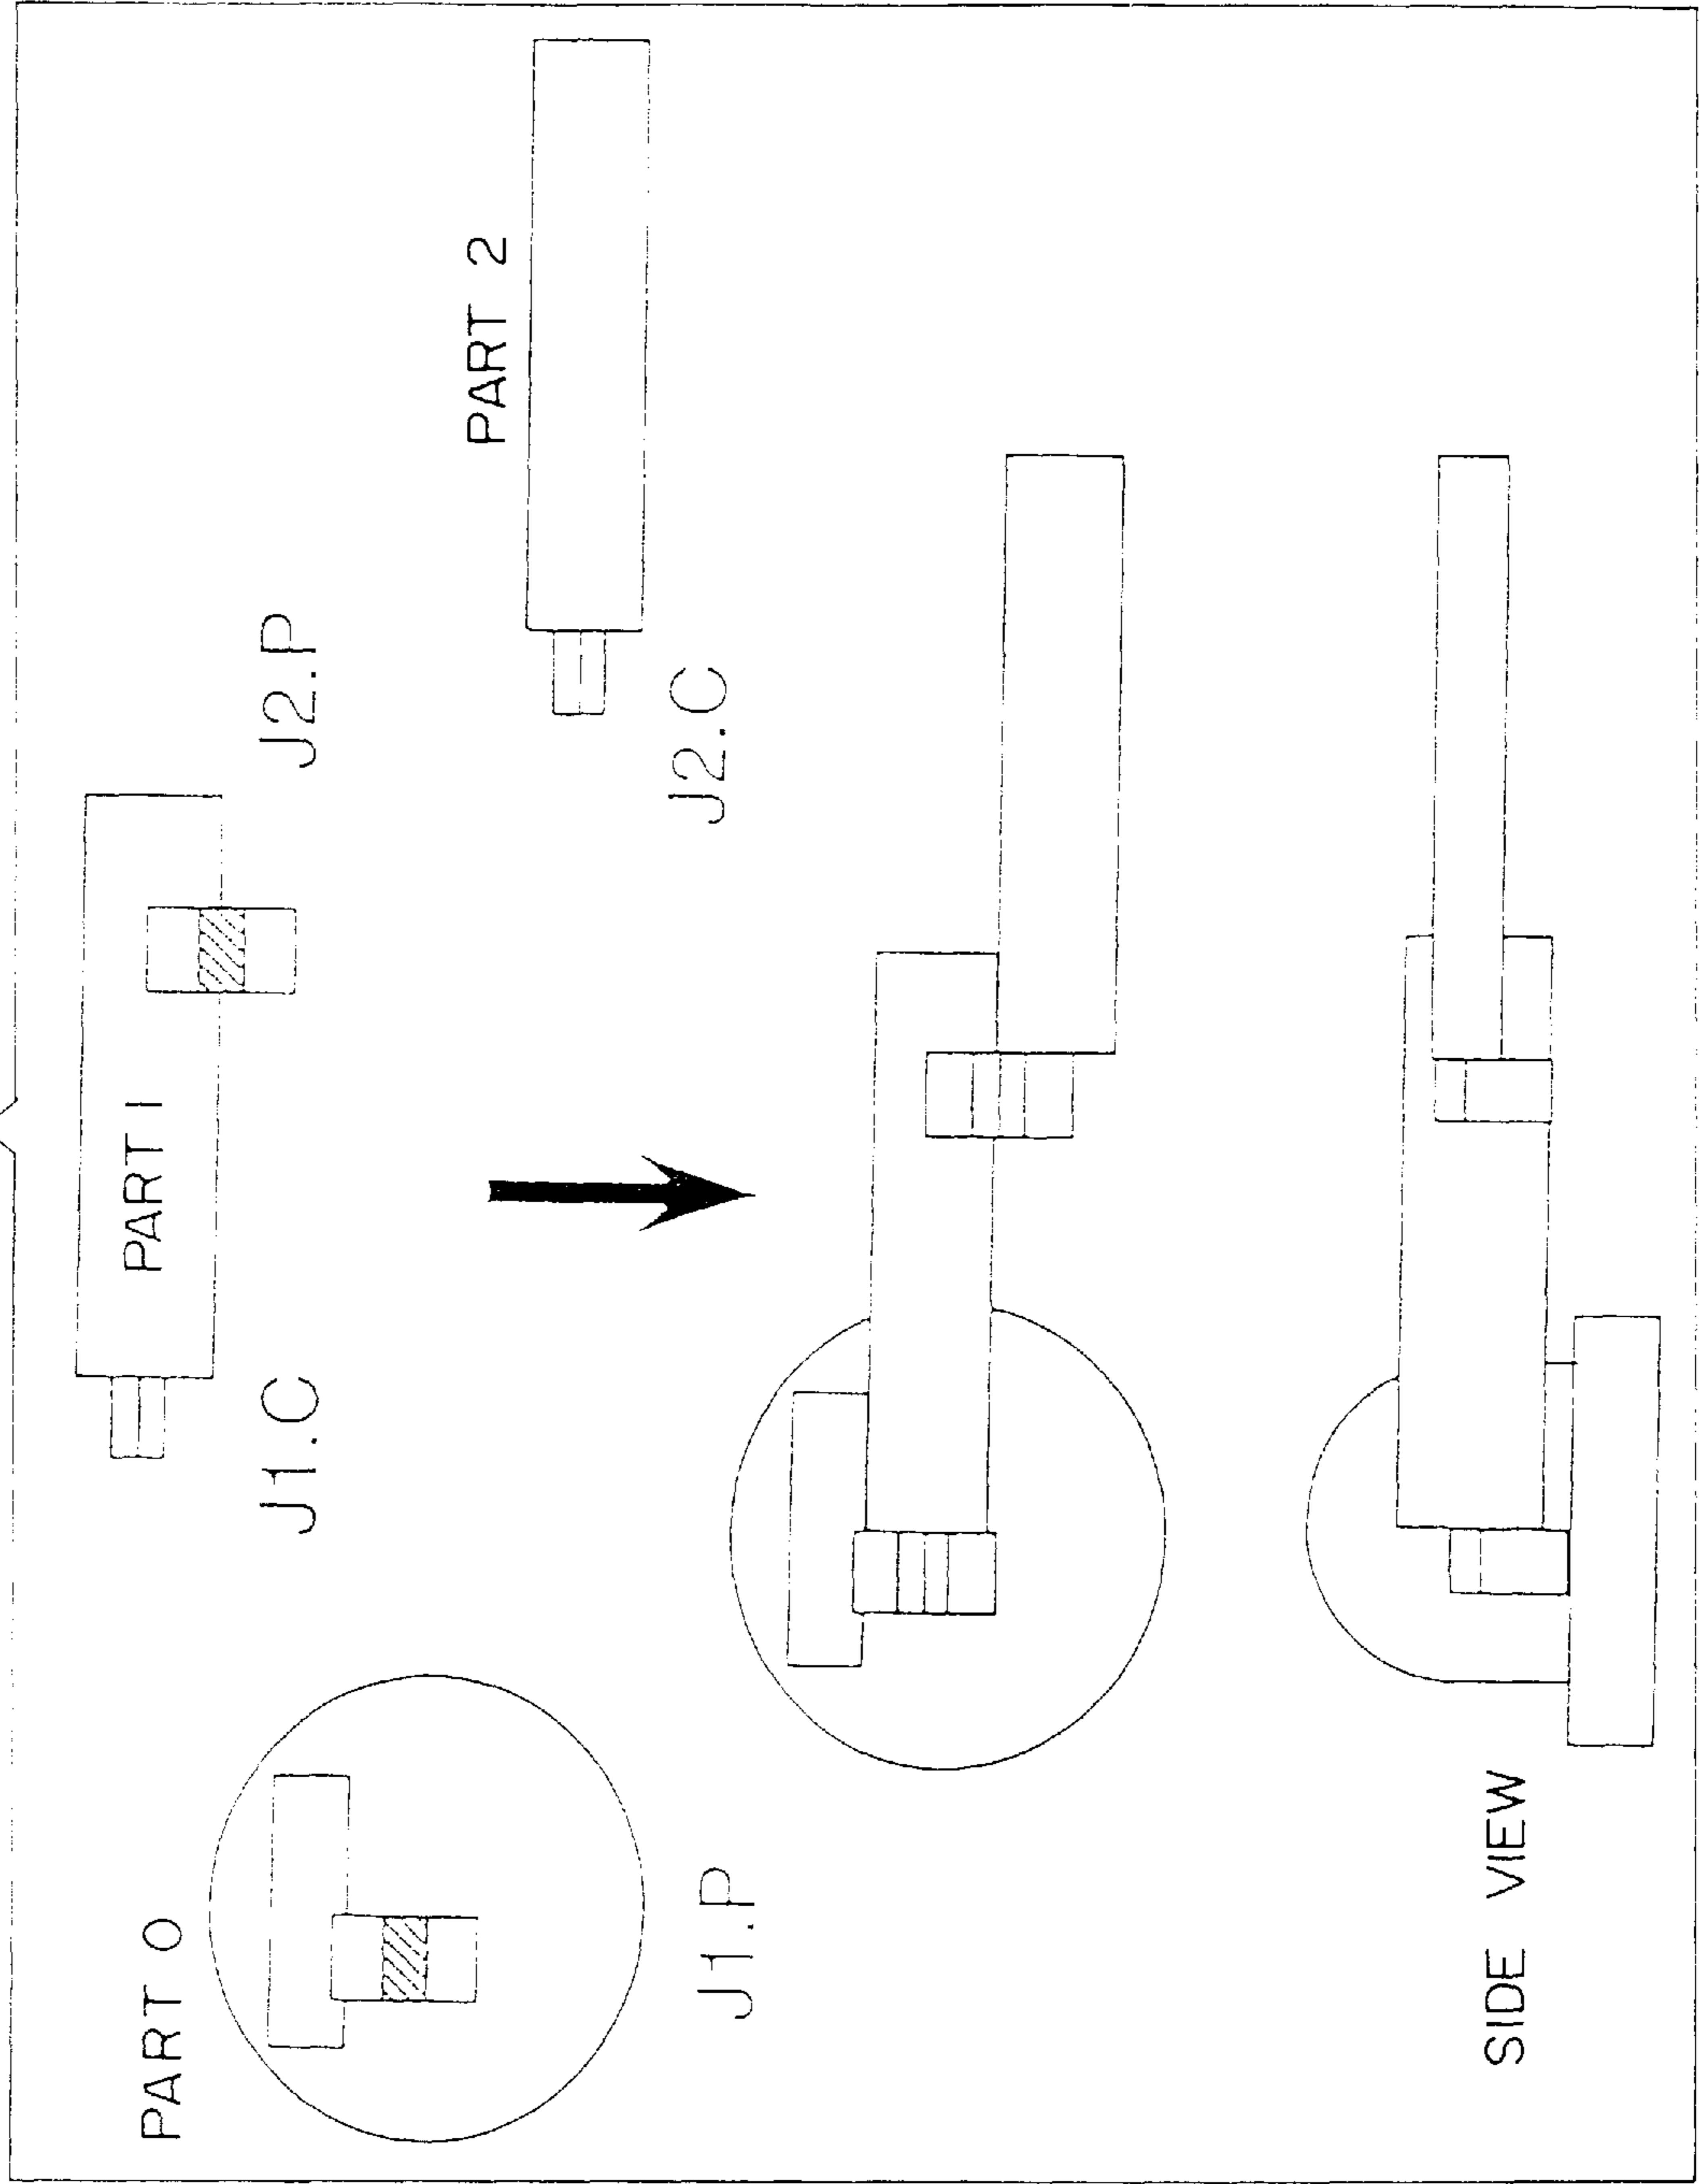 PART 0
J1.P
PART 1
J1.C
J2.P
PART 2
J2.C
SIDE VIEW